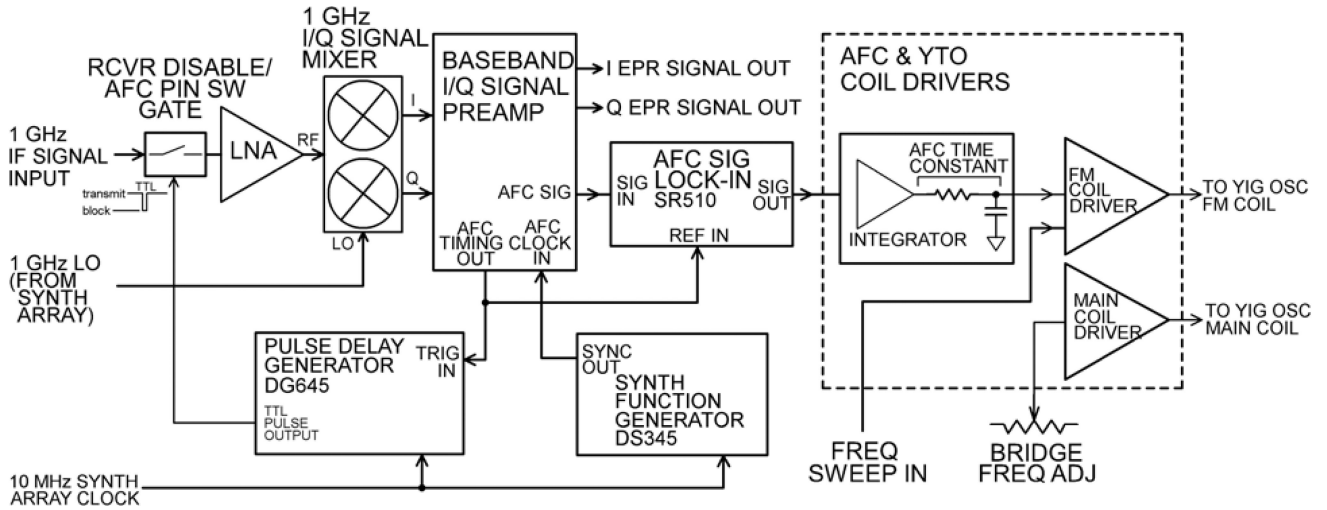 1 GHz
I/Q SIGNAL
MIXER
RCVR DISABLE/
AFC PIN SW
GATE
1 GHz
IF SIGNAL
INPUT
TTL
transmit
block
LNA
RF
I
Q
LO
1 GHz LO
(FROM
SYNTH
ARRAY)
BASEBAND
I/Q SIGNAL
PREAMP
AFC SIG
AFC
TIMING
OUT
AFC
CLOCK
IN
I EPR SIGNAL OUT
Q EPR SIGNAL OUT
AFC SIG
LOCK-IN
SR510
SIG
IN
SIG
OUT
REF IN
AFC & YTO
COIL DRIVERS
AFC TIME
CONSTANT
INTEGRATOR
FM
COIL
DRIVER
TO YIG OSC
FM COIL
MAIN
COIL
DRIVER
TO YIG OSC
MAIN COIL
PULSE DELAY
GENERATOR
DG645
TRIG
IN
TTL
PULSE
OUTPUT
SYNC
OUT
SYNTH
FUNCTION
GENERATOR
DS345
FREQ
SWEEP IN
BRIDGE
FREQ ADJ
10 MHz SYNTH
ARRAY CLOCK